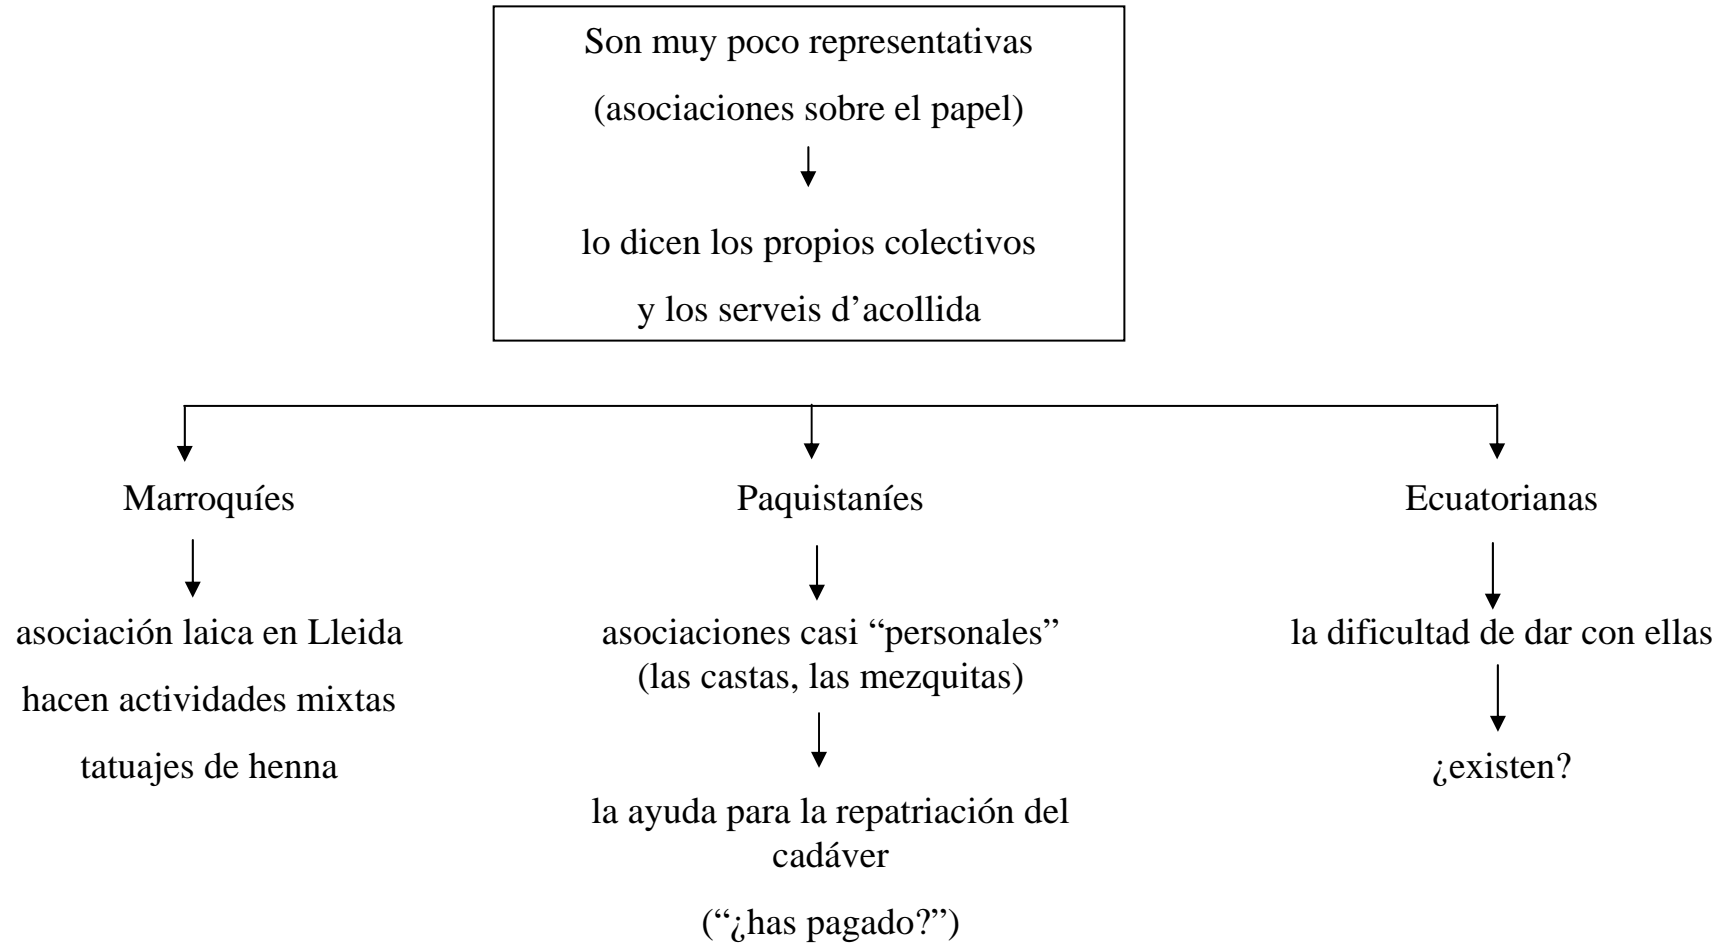 Son muy poco representativas
(asociaciones sobre el papel)
lo dicen los propios colectivos
y los serveis d’acollida
Marroquíes
asociación laica en Lleida
hacen actividades mixtas
tatuajes de henna
Paquistaníes
asociaciones casi “personales”
(las castas, las mezquitas)
la ayuda para la repatriación del
cadáver
(“¿has pagado?”)
Ecuatorianas
la dificultad de dar con ellas
¿existen?